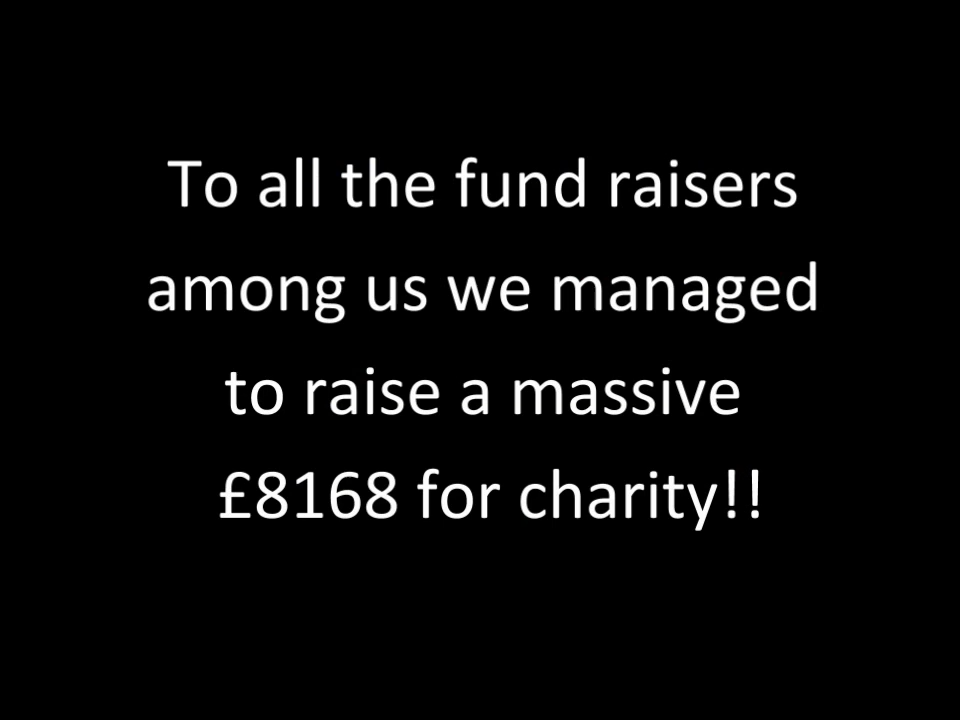 To all the fund raisers
among us we managed
to raise a massive
£8168 for charity!!